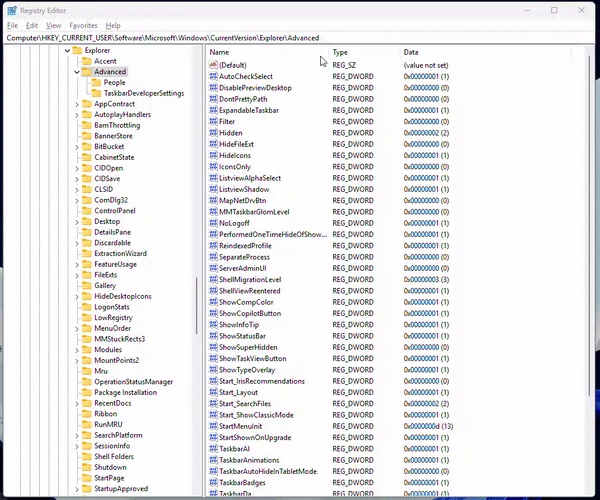 Registry Editor
File Edit View Favorites Help
Computer\HKEY_CURRENT_USER\Software\Microsoft\Windows\CurrentVersion\Explorer\Advanced
Explorer
Accent
Advanced
People
TaskbarDeveloperSettings
AppContract
AutoplayHandlers
BamThrottling
BannerStore
BitBucket
CabinetState
CIDOpen
CIDSave
CLSID
ComDlg32
ControlPanel
Desktop
DetailsPane
Discardable
ExtractionWizard
FeatureUsage
FileExts
Gallery
HideDesktopIcons
LogonStats
LowRegistry
MenuOrder
MMStuckRects3
Modules
MountPoints2
Mru
OperationStatusManager
Package Installation
RecentDocs
Ribbon
RunMRU
SearchPlatform
SessionInfo
Shell Folders
Shutdown
StartPage
StartupApproved
Name Type Data
(Default) REG_SZ (value not set)
AutoCheckSelect REG_DWORD 0x00000001 (1)
DisablePreviewDesktop REG_DWORD 0x00000000 (0)
DontPrettyPath REG_DWORD 0x00000000 (0)
ExpandableTaskbar REG_DWORD 0x00000001 (1)
Filter REG_DWORD 0x00000000 (0)
Hidden REG_DWORD 0x00000002 (2)
HideFileExt REG_DWORD 0x00000000 (0)
HideIcons REG_DWORD 0x00000000 (0)
IconsOnly REG_DWORD 0x00000000 (0)
ListviewAlphaSelect REG_DWORD 0x00000001 (1)
ListviewShadow REG_DWORD 0x00000001 (1)
MapNetDrvBtn REG_DWORD 0x00000000 (0)
MMTaskbarGlomLevel REG_DWORD 0x00000000 (0)
NoLogoff REG_DWORD 0x00000001 (1)
PerformedOneTimeHideOfShow... REG_DWORD 0x00000001 (1)
ReindexedProfile REG_DWORD 0x00000001 (1)
SeparateProcess REG_DWORD 0x00000000 (0)
ServerAdminUI REG_DWORD 0x00000000 (0)
ShellMigrationLevel REG_DWORD 0x00000003 (3)
ShellViewReentered REG_DWORD 0x00000001 (1)
ShowCompColor REG_DWORD 0x00000001 (1)
ShowCopilotButton REG_DWORD 0x00000001 (1)
ShowInfoTip REG_DWORD 0x00000001 (1)
ShowStatusBar REG_DWORD 0x00000001 (1)
ShowSuperHidden REG_DWORD 0x00000000 (0)
ShowTaskViewButton REG_DWORD 0x00000001 (1)
ShowTypeOverlay REG_DWORD 0x00000001 (1)
Start_IrisRecommendations REG_DWORD 0x00000000 (0)
Start_Layout REG_DWORD 0x00000001 (1)
Start_SearchFiles REG_DWORD 0x00000002 (2)
Start_ShowClassicMode REG_DWORD 0x00000001 (1)
StartMenuInit REG_DWORD 0x0000000d (13)
StartShownOnUpgrade REG_DWORD 0x00000001 (1)
TaskbarAl REG_DWORD 0x00000001 (1)
TaskbarAnimations REG_DWORD 0x00000001 (1)
TaskbarAutoHideInTabletMode REG_DWORD 0x00000000 (0)
TaskbarBadges REG_DWORD 0x00000001 (1)
TaskbarDa REG_DWORD 0x00000001 (1)